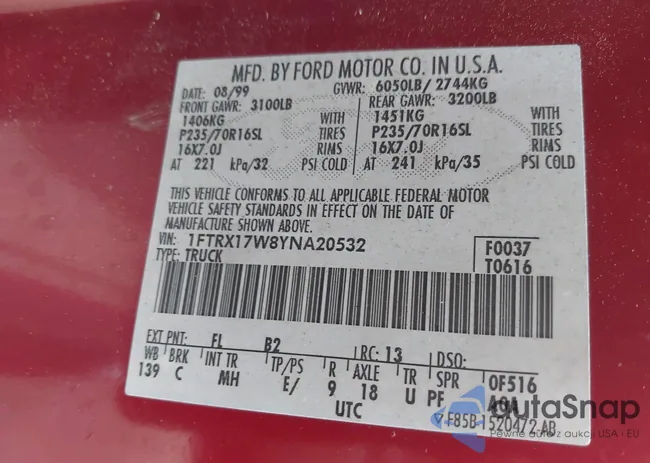 MFD. BY FORD MOTOR CO. IN U.S.A.
DATE: 08/99 GVWR: 6050LB/ 2744KG
FRONT GAWR: 3100LB REAR GAWR: 3200LB
1406KG WITH 1451KG WITH
P235/70R16SL TIRES P235/70R16SL TIRES
16X7.0J RIMS 16X7.0J RIMS
AT 221 kPa/32 PSI COLD AT 241 kPa/35 PSI COLD
THIS VEHICLE CONFORMS TO ALL APPLICABLE FEDERAL MOTOR
VEHICLE SAFETY STANDARDS IN EFFECT ON THE DATE OF
MANUFACTURE SHOWN ABOVE.
VIN: 1FTRX17W8YNA20532 F0037
TYPE: TRUCK T0616
EXT PNT: FL B2 RC: 13 DSO:
WB BRK INT TR TP/PS R AXLE TR SPR 0F516
139 C MH E/ 9 18 U PF
UTC F85B-1520472-AB
autoSnap
Pewne auto z aukcji USA i EU